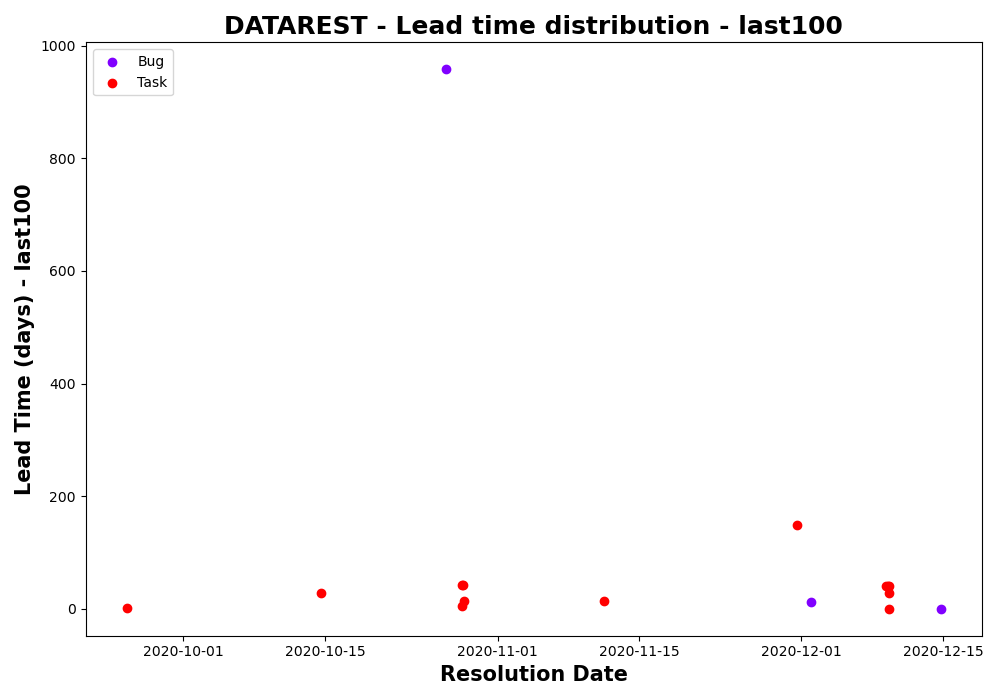 DATAREST - Lead time distribution - last100
Bug
Task
Lead Time (days) - last100
1000
800
600
400
200
0
2020-10-01
2020-10-15
2020-11-01
2020-11-15
2020-12-01
2020-12-15
Resolution Date